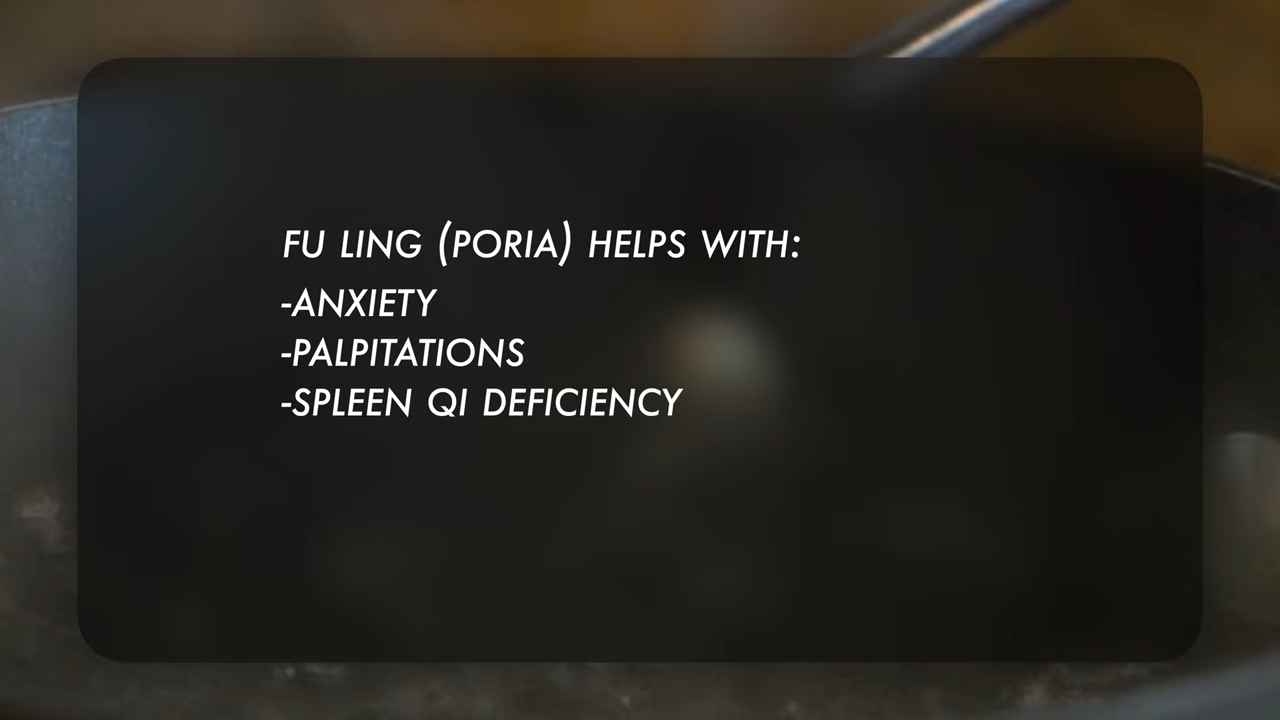 FU LING (PORIA) HELPS WITH:
-ANXIETY
-PALPITATIONS
-SPLEEN QI DEFICIENCY